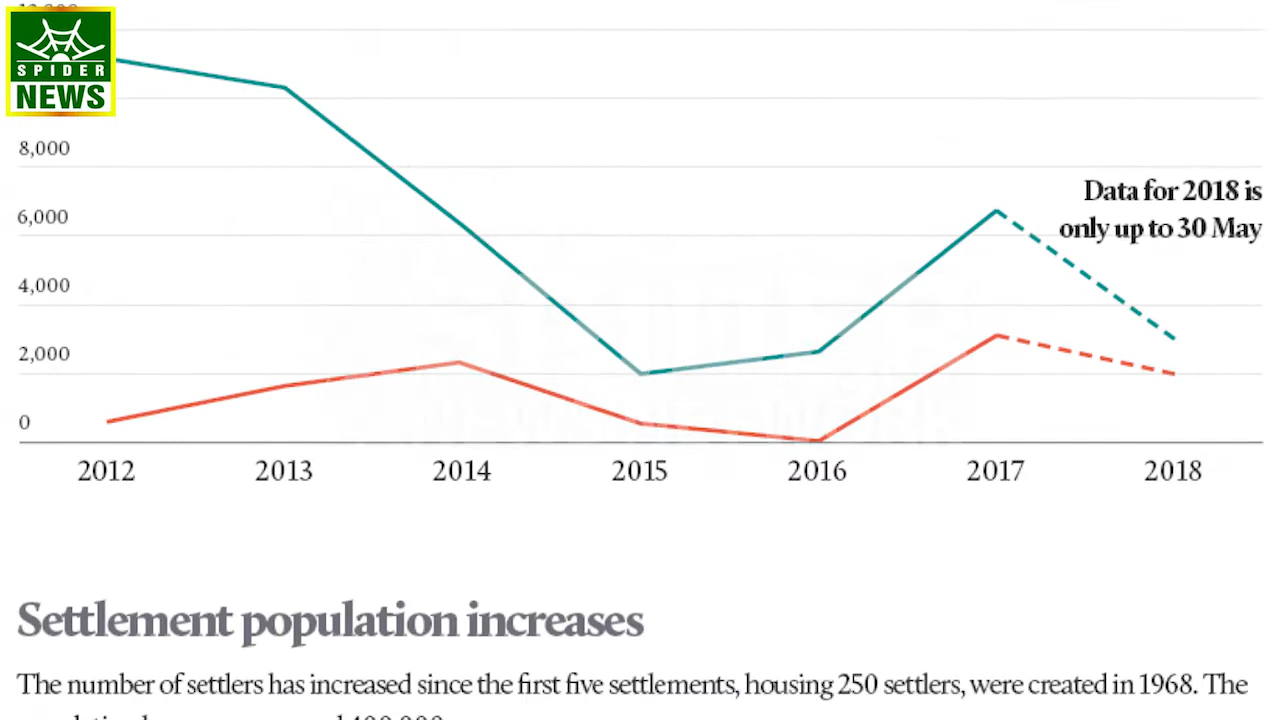 SPIDER
NEWS
8,000
Data for 2018 is
6,000
only up to 30 May
4,000
2,000
0
2012 2013 2014 2015 2016 2017 2018
Settlement population increases
The number of settlers has increased since the first five settlements, housing 250 settlers, were created in 1968. The